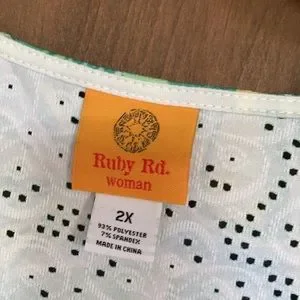 Ruby Rd.
woman
2X
93% POLYESTER
7% SPANDEX
MADE IN CHINA